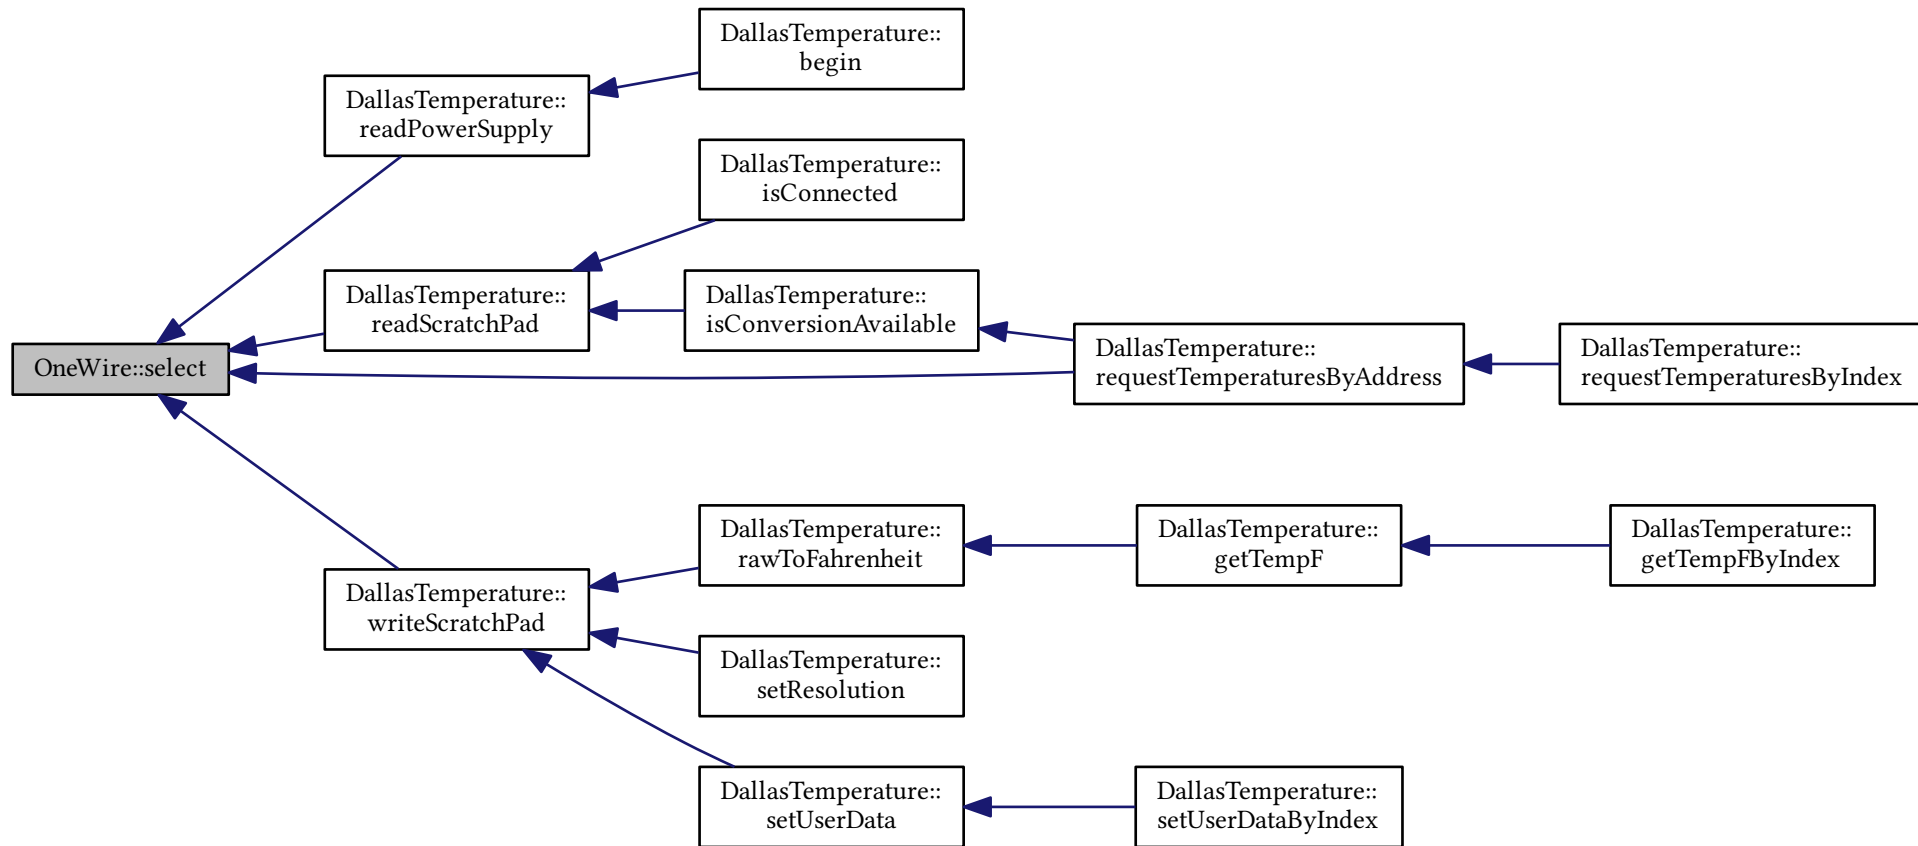 DallasTemperature::
begin
DallasTemperature::
readPowerSupply
DallasTemperature::
isConnected
DallasTemperature::
readScratchPad
DallasTemperature::
isConversionAvailable
OneWire::select
DallasTemperature::
requestTemperaturesByAddress
DallasTemperature::
requestTemperaturesByIndex
DallasTemperature::
rawToFahrenheit
DallasTemperature::
getTempF
DallasTemperature::
getTempFByIndex
DallasTemperature::
writeScratchPad
DallasTemperature::
setResolution
DallasTemperature::
setUserData
DallasTemperature::
setUserDataByIndex